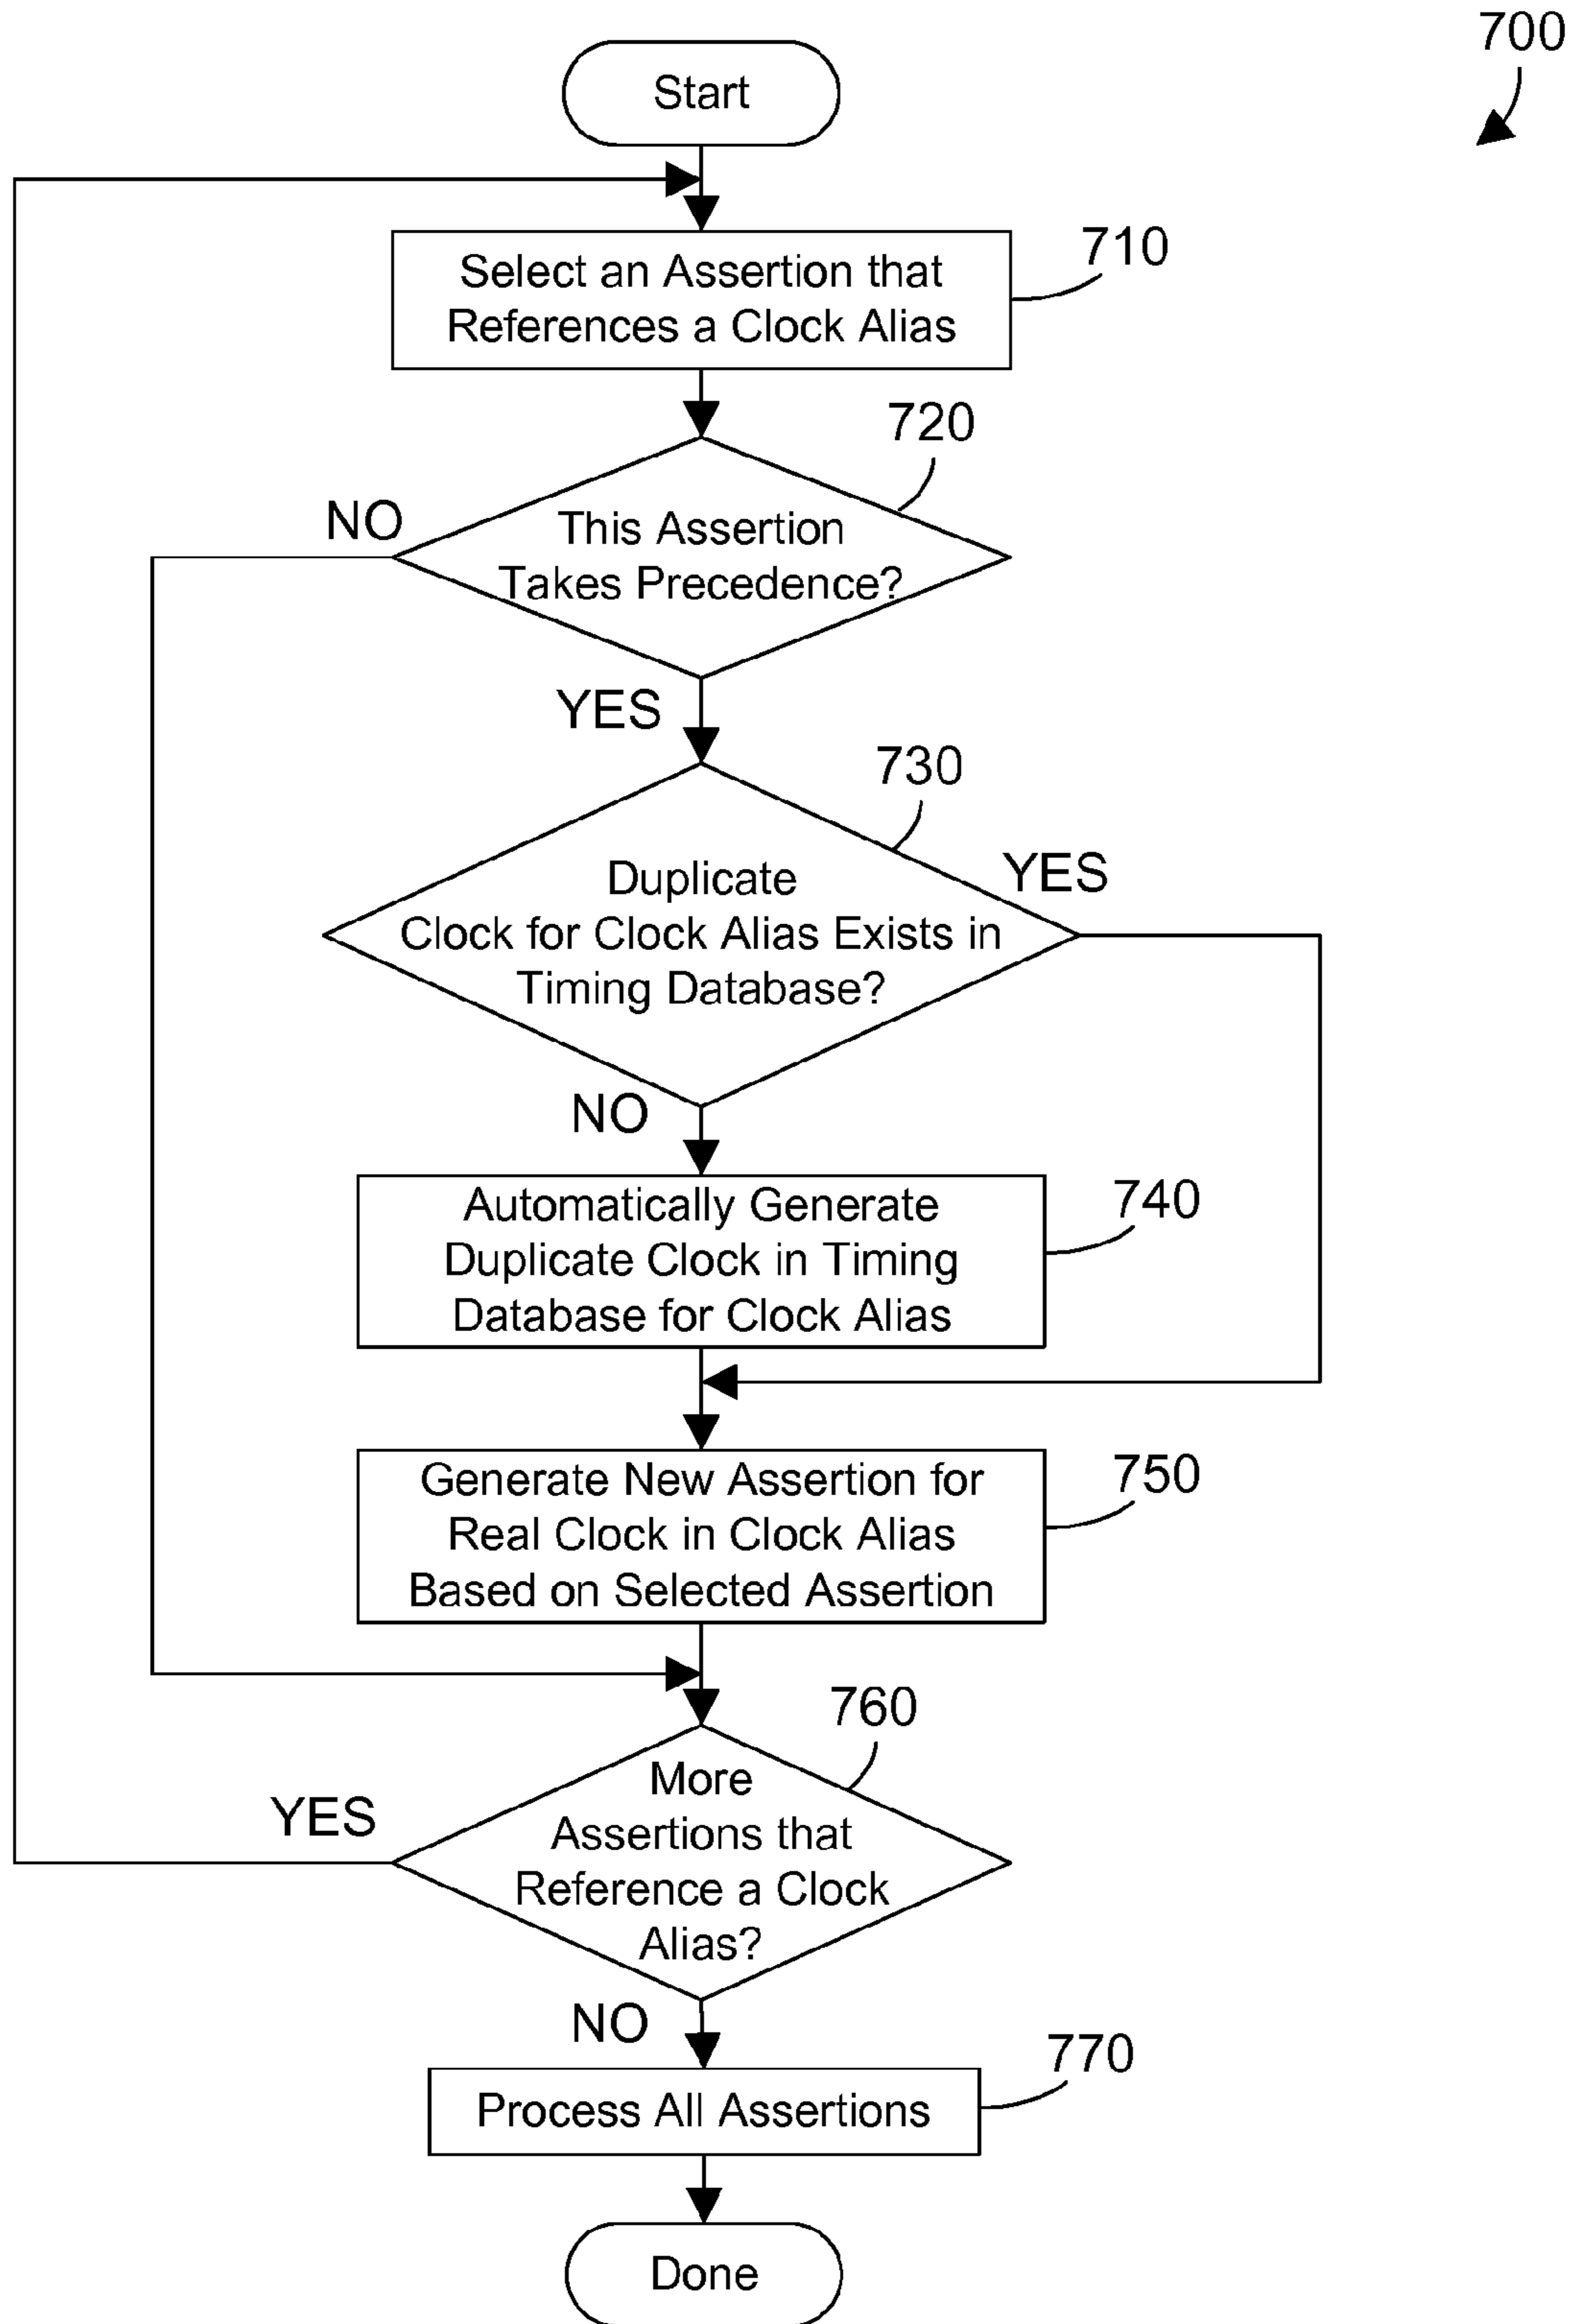 700
Start
710
Select an Assertion that
References a Clock Alias
720
NO
This Assertion
Takes Precedence?
YES
730
YES
Duplicate
Clock for Clock Alias Exists in
Timing Database?
NO
740
Automatically Generate
Duplicate Clock in Timing
Database for Clock Alias
750
Generate New Assertion for
Real Clock in Clock Alias
Based on Selected Assertion
760
YES
More
Assertions that
Reference a Clock
Alias?
NO
770
Process All Assertions
Done